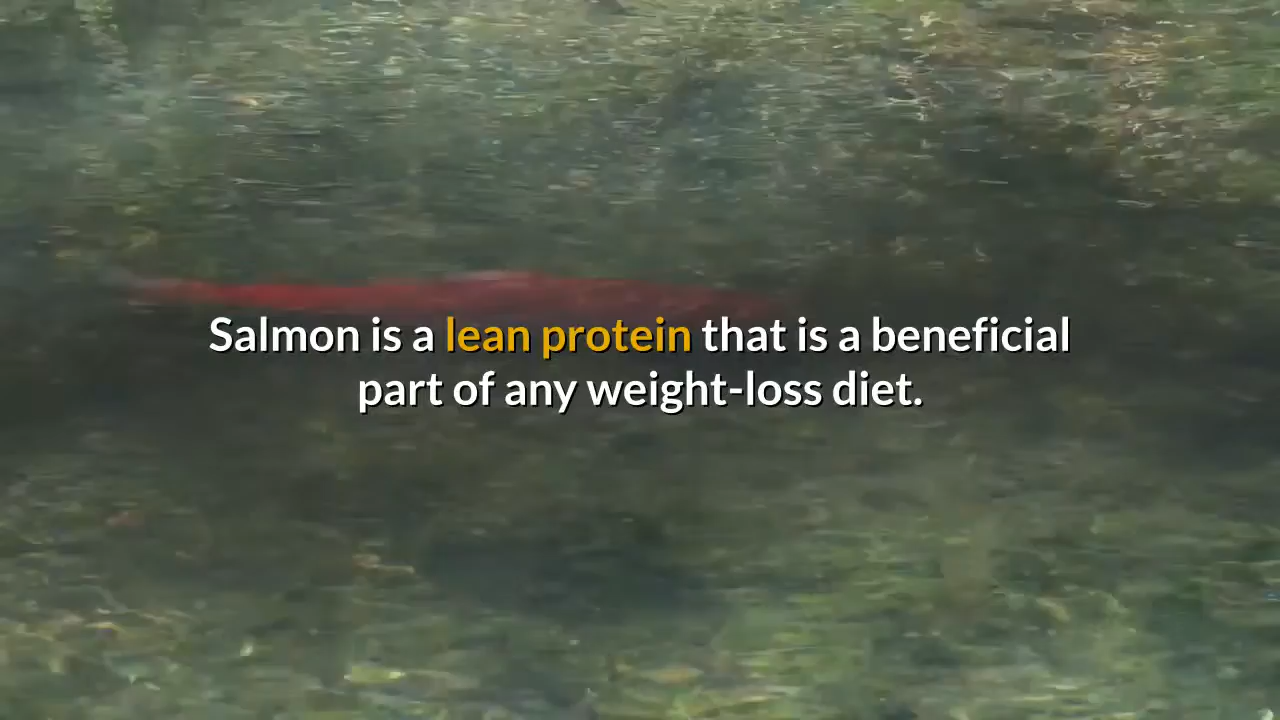 Salmon is a lean protein that is a beneficial
part of any weight-loss diet.